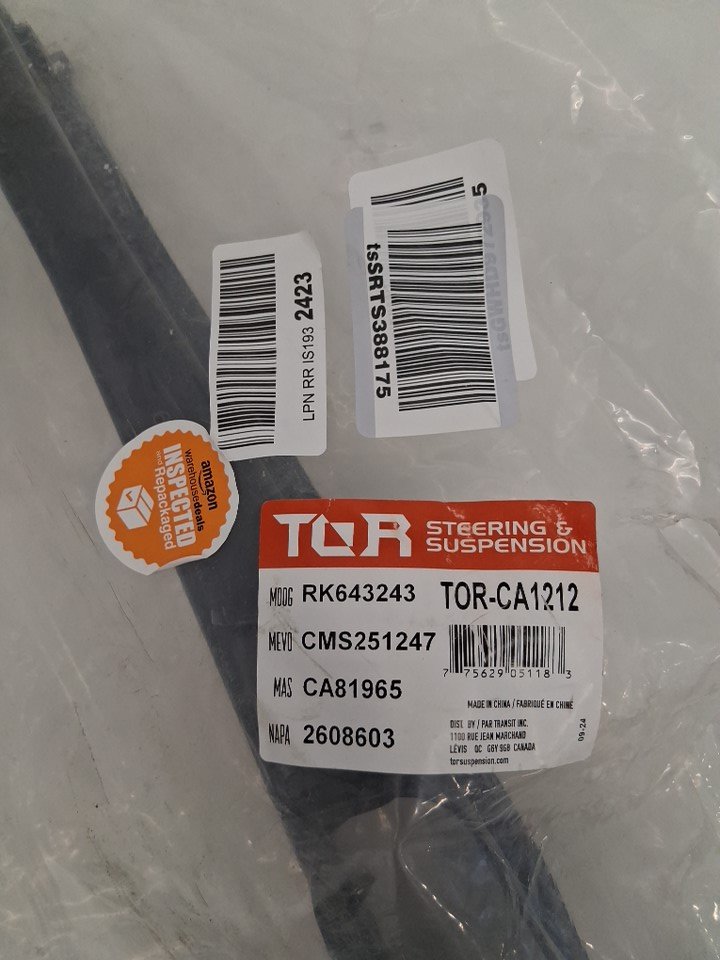 tsSRTS388175
LPN RR IS193 2423
amazon
warehousedeals
INSPECTED
and Repackaged
TOR STEERING &
SUSPENSION
MOOG RK643243
TOR-CA1212
MEVO CMS251247
7 75629 05118 3
MAS CA81965
MADE IN CHINA / FABRIQUÉ EN CHINE
NAPA 2608603
DIST. BY / PAR TRANSIT INC.
1100 RUE JEAN MARCHAND
LÉVIS QC G6Y 9G8 CANADA
torsuspension.com
09-24